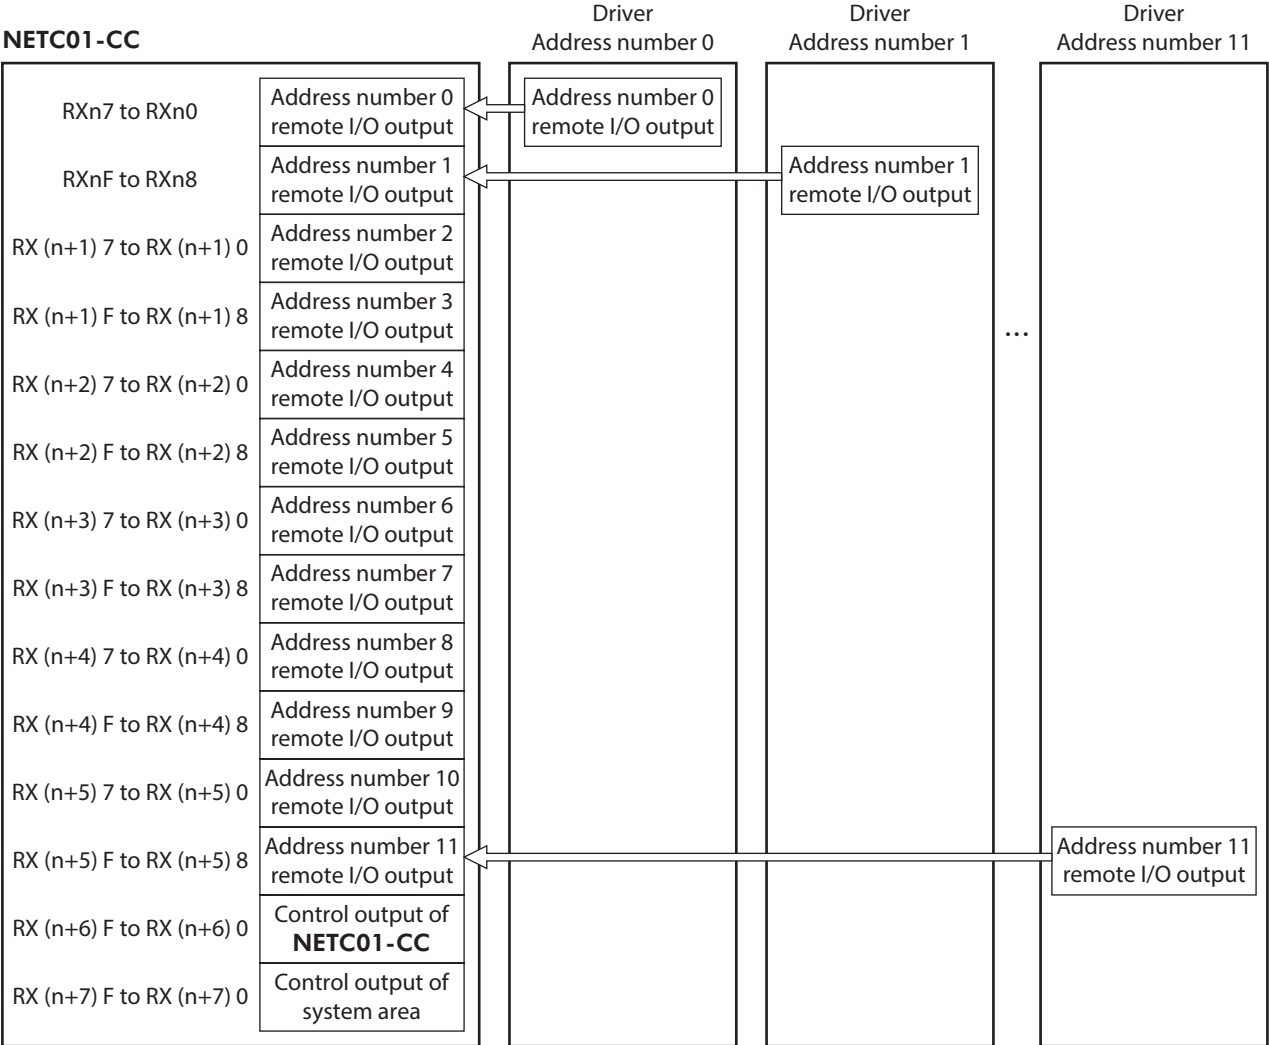 NETC01-CC
Driver
Address number 0
Driver
Address number 1
Driver
Address number 11
RXn7 to RXn0
Address number 0
remote I/O output
Address number 0
remote I/O output
RXnF to RXn8
Address number 1
remote I/O output
Address number 1
remote I/O output
RX (n+1) 7 to RX (n+1) 0
Address number 2
remote I/O output
RX (n+1) F to RX (n+1) 8
Address number 3
remote I/O output
...
RX (n+2) 7 to RX (n+2) 0
Address number 4
remote I/O output
RX (n+2) F to RX (n+2) 8
Address number 5
remote I/O output
RX (n+3) 7 to RX (n+3) 0
Address number 6
remote I/O output
RX (n+3) F to RX (n+3) 8
Address number 7
remote I/O output
RX (n+4) 7 to RX (n+4) 0
Address number 8
remote I/O output
RX (n+4) F to RX (n+4) 8
Address number 9
remote I/O output
RX (n+5) 7 to RX (n+5) 0
Address number 10
remote I/O output
RX (n+5) F to RX (n+5) 8
Address number 11
remote I/O output
Address number 11
remote I/O output
RX (n+6) F to RX (n+6) 0
Control output of
NETC01-CC
RX (n+7) F to RX (n+7) 0
Control output of
system area